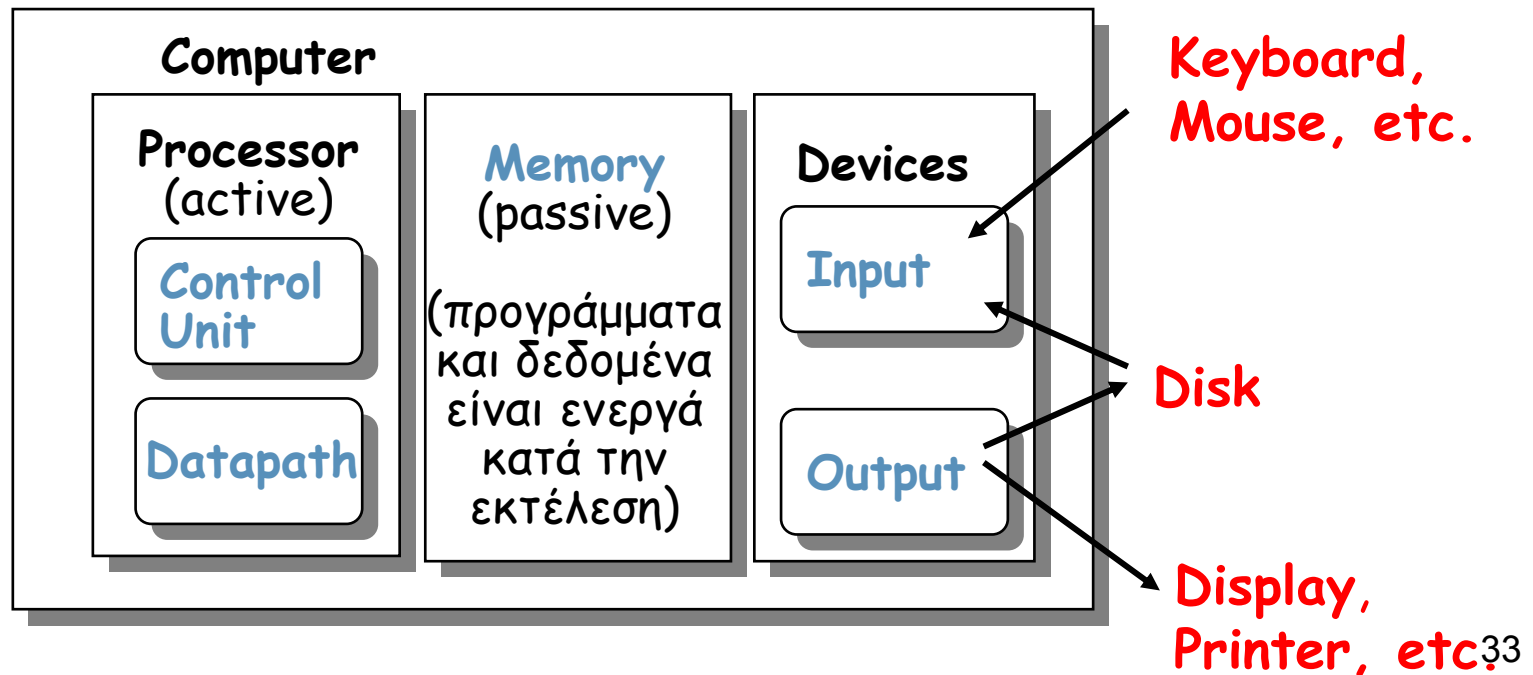 Computer
Processor
(active)
Control
Unit
Datapath
Memory
(passive)
(προγράμματα
και δεδομένα
είναι ενεργά
κατά την
εκτέλεση)
Devices
Input
Output
Keyboard,
Mouse, etc.
Disk
Display,
Printer, etc.
33